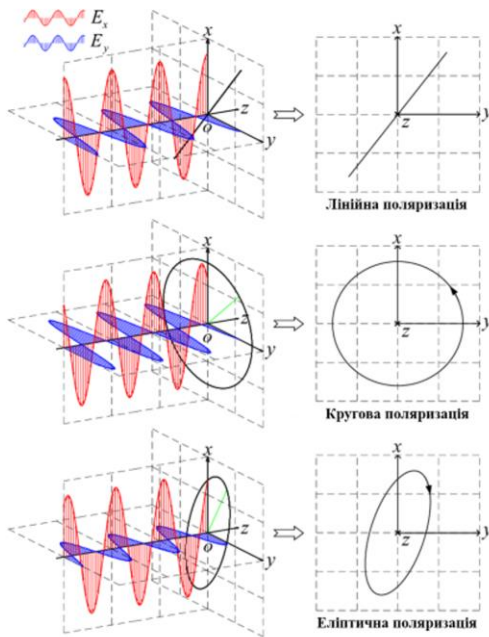 Ex
Ey
x
z
o
y
x
y
z
Лінійна поляризація
x
z
o
y
x
y
z
Кругова поляризація
x
z
o
y
x
y
z
Еліптична поляризація